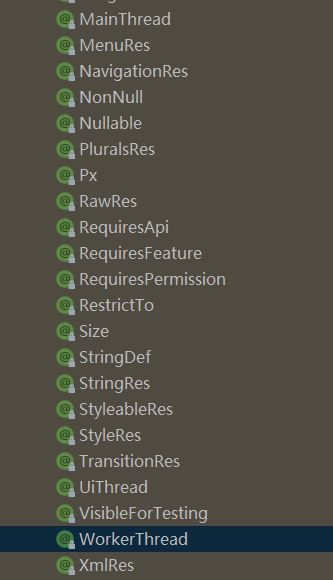 MainThread
MenuRes
NavigationRes
NonNull
Nullable
PluralsRes
Px
RawRes
RequiresApi
RequiresFeature
RequiresPermission
RestrictTo
Size
StringDef
StringRes
StyleableRes
StyleRes
TransitionRes
UiThread
VisibleForTesting
WorkerThread
XmlRes